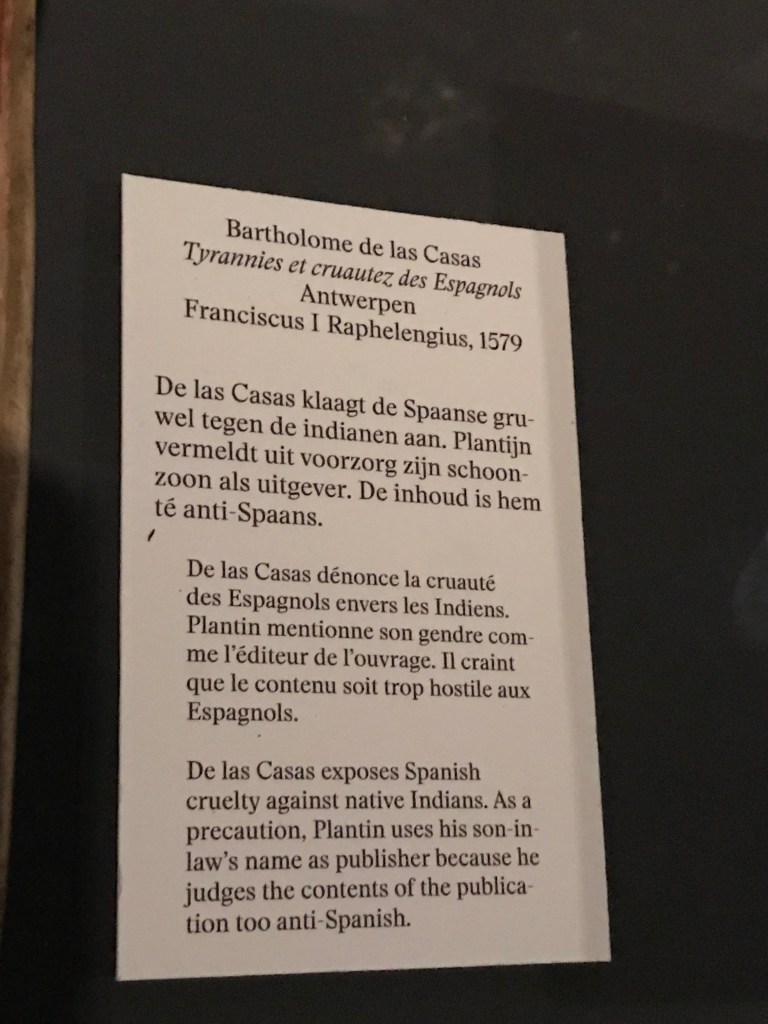 Bartholome de las Casas
Tyrannies et cruautez des Espagnols
Antwerpen
Franciscus I Raphelengius, 1579
De las Casas klaagt de Spaanse gru-
wel tegen de indianen aan. Plantijn
vermeldt uit voorzorg zijn schoon-
zoon als uitgever. De inhoud is hem
té anti-Spaans.
De las Casas dénonce la cruauté
des Espagnols envers les Indiens.
Plantin mentionne son gendre com-
me l'éditeur de l'ouvrage. Il craint
que le contenu soit trop hostile aux
Espagnols.
De las Casas exposes Spanish
cruelty against native Indians. As a
precaution, Plantin uses his son-in-
law's name as publisher because he
judges the contents of the publica-
tion too anti-Spanish.